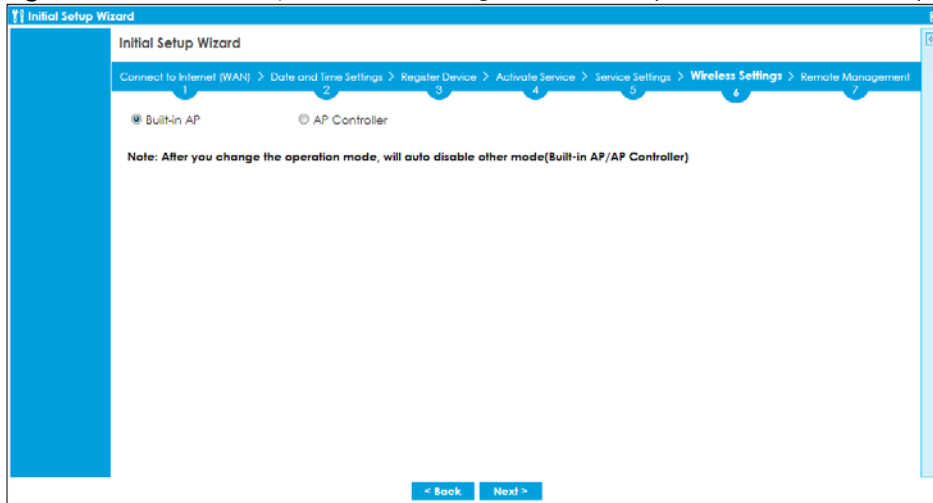 Initial Setup Wizard
Initial Setup Wizard
Connect to Internet (WAN) > Date and Time Settings > Register Device > Activate Service > Service Settings > Wireless Settings > Remote Management
1 2 3 4 5 6 7
Built-in AP AP Controller
Note: After you change the operation mode, will auto disable other mode(Built-in AP/AP Controller)
< Back Next >